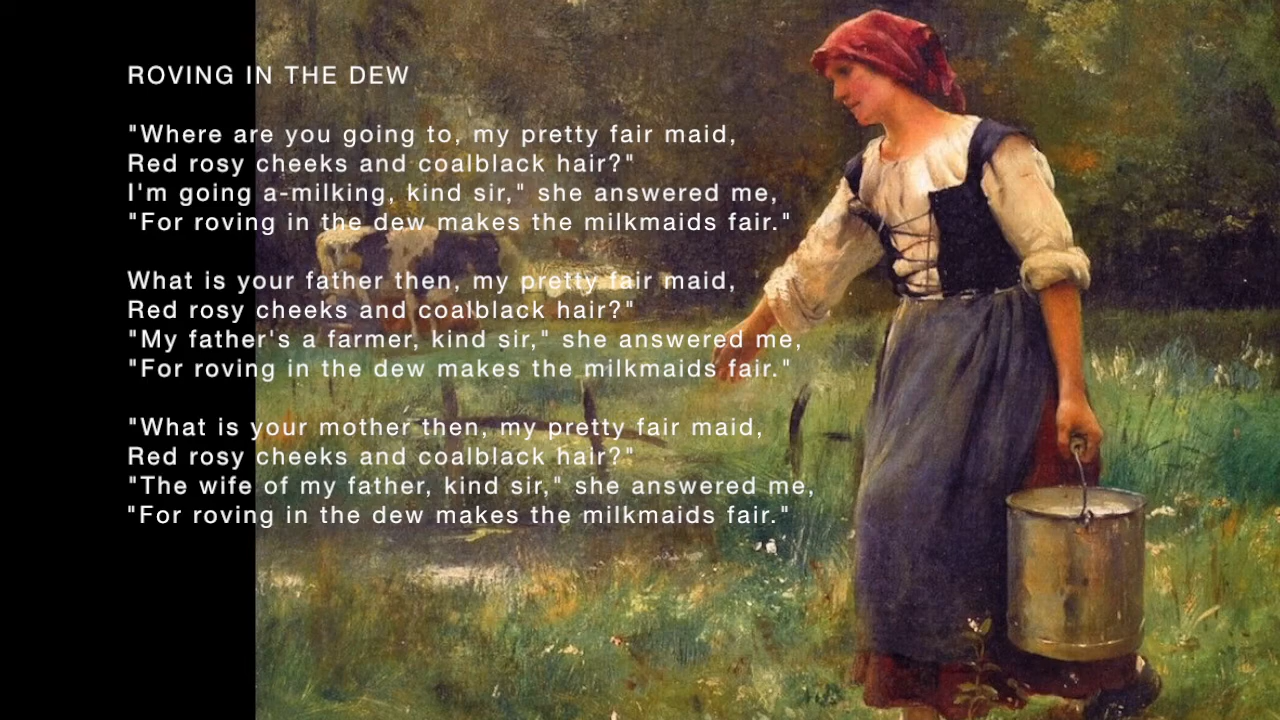 ROVING IN THE DEW
"Where are you going to, my pretty fair maid,
Red rosy cheeks and coalblack hair?"
I'm going a-milking, kind sir," she answered me,
"For roving in the dew makes the milkmaids fair."
What is your father then, my pretty fair maid,
Red rosy cheeks and coalblack hair?"
"My father's a farmer, kind sir," she answered me,
"For roving in the dew makes the milkmaids fair."
"What is your mother then, my pretty fair maid,
Red rosy cheeks and coalblack hair?"
"The wife of my father, kind sir," she answered me,
"For roving in the dew makes the milkmaids fair."